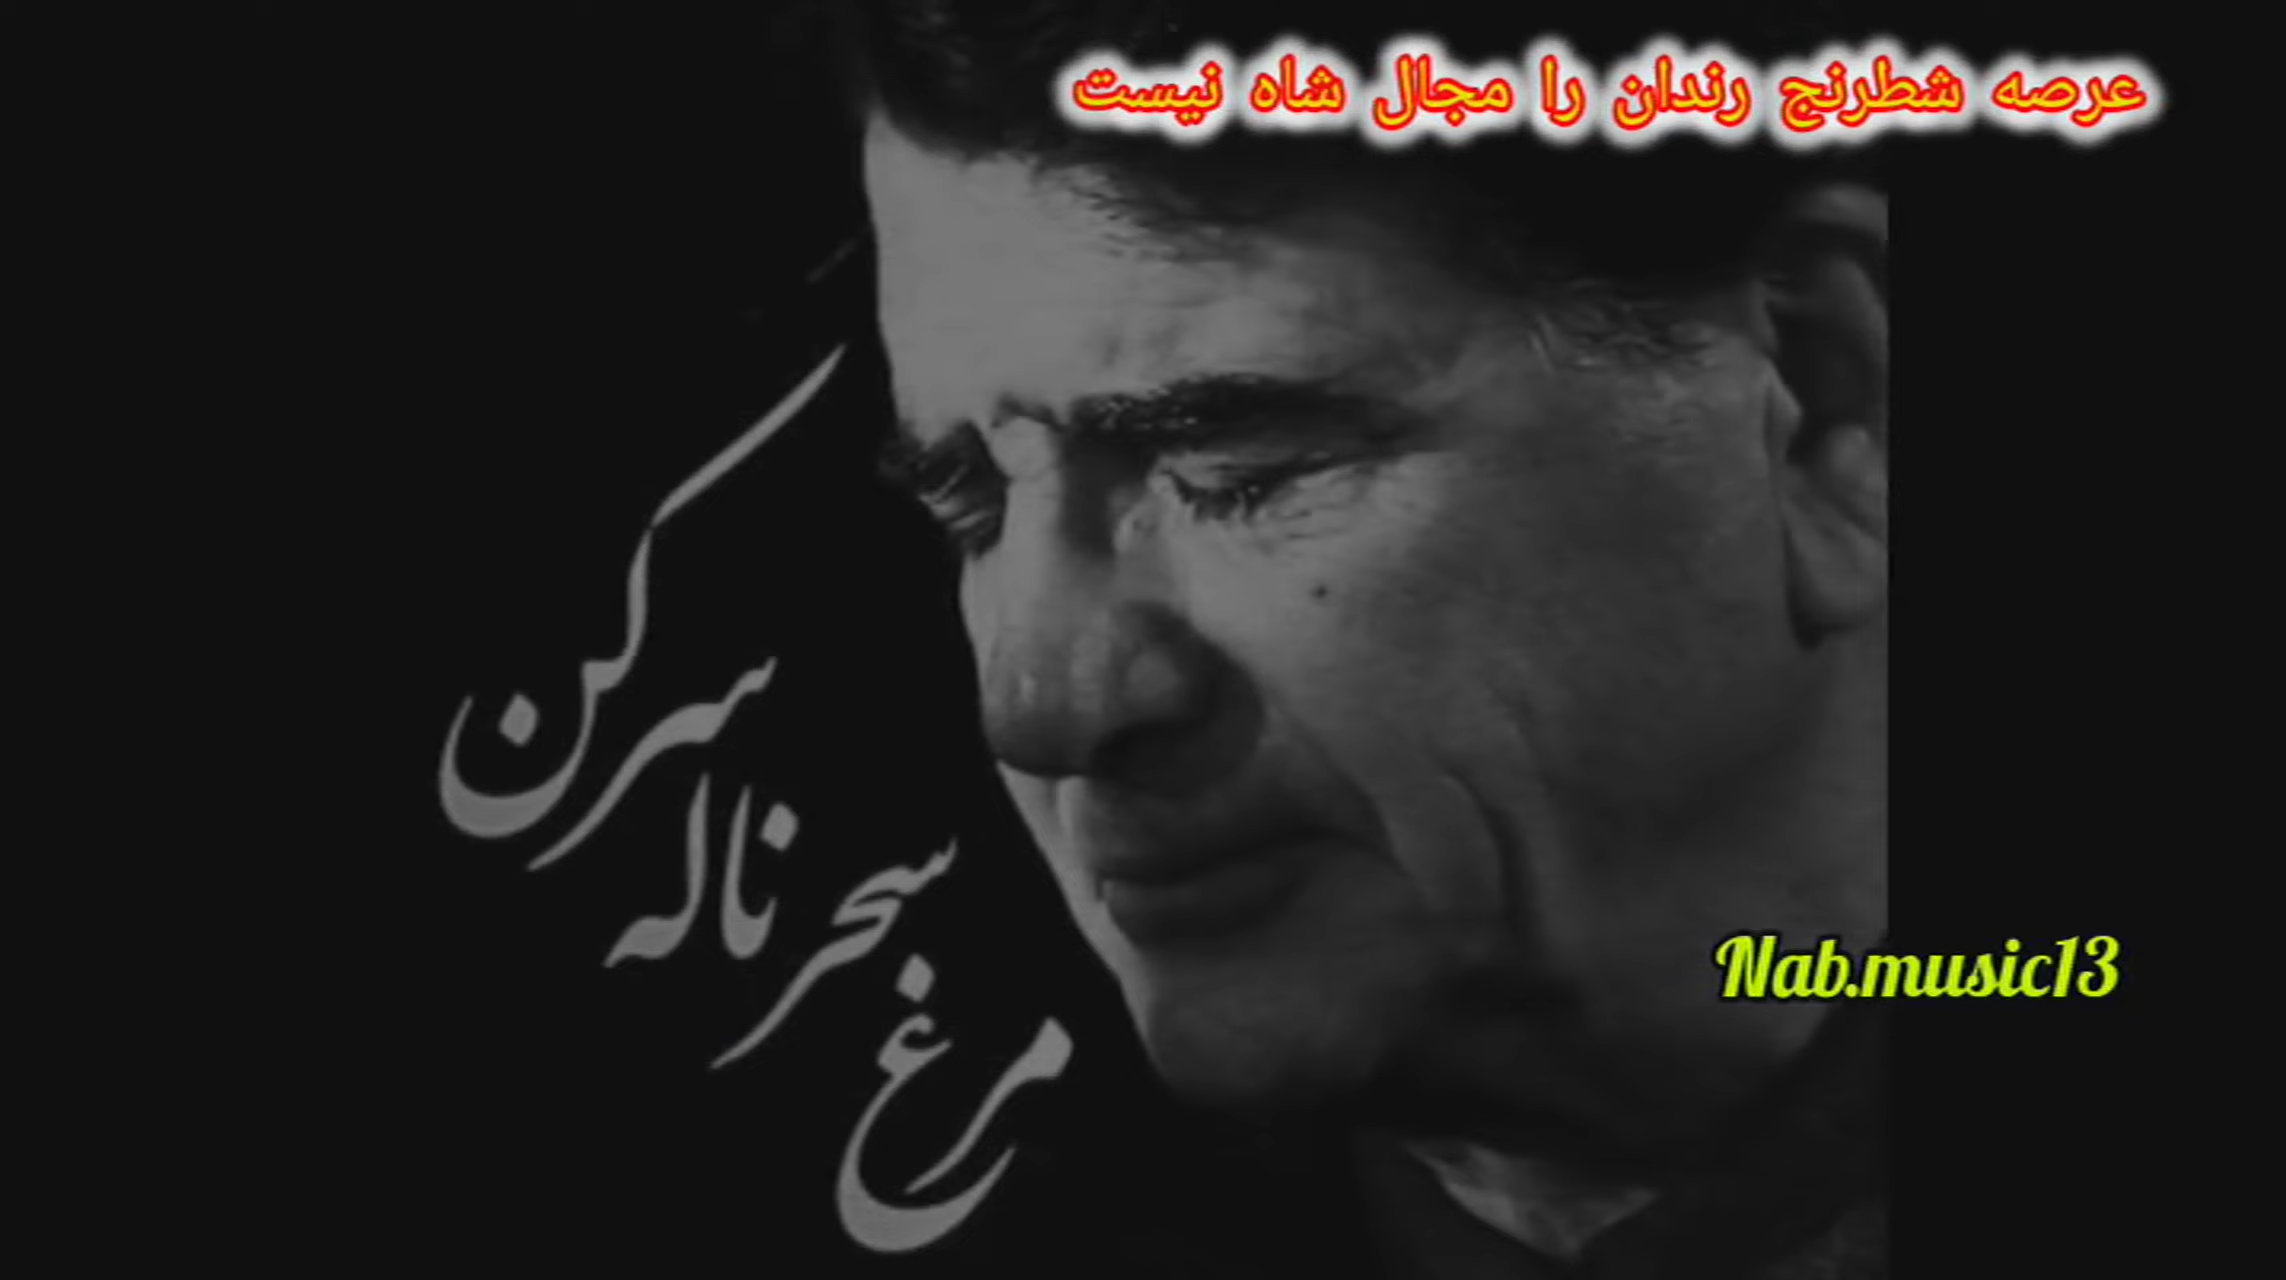 عرصه شطرنج رندان را مجال شاه نیست
مرغ
سحر
ناله
سر
کن
Nab.music13